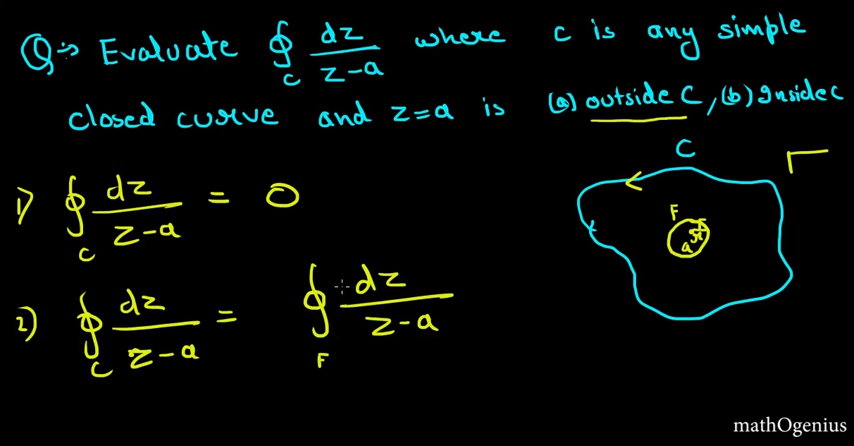 Q:⇒ Evaluate ∮_C dz/(z-a) where c is any simple
closed curve and z=a is (a) outside C, (b) Inside C
C
Γ
1) ∮_C dz/(z-a) = 0
F
a
2) ∮_C dz/(z-a) = ∮_F dz/(z-a)
mathOgenius